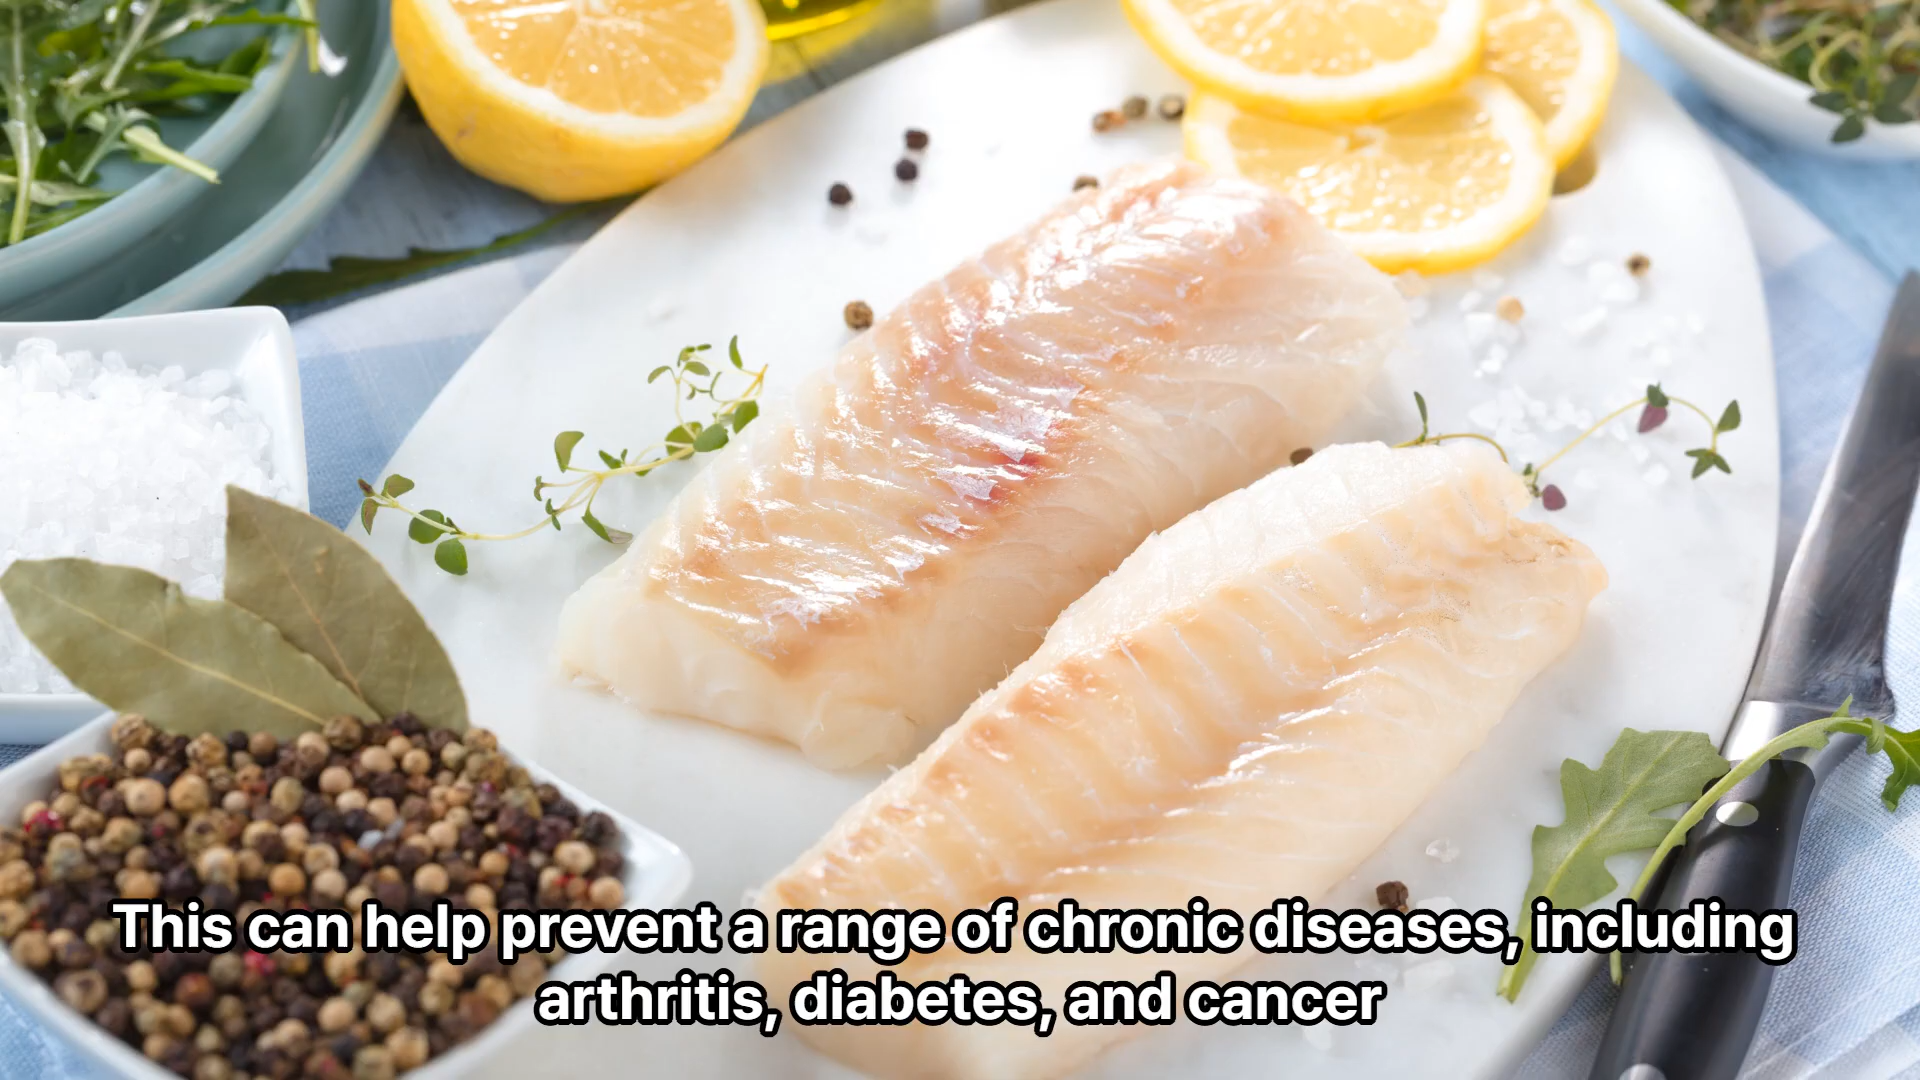 This can help prevent a range of chronic diseases, including
arthritis, diabetes, and cancer